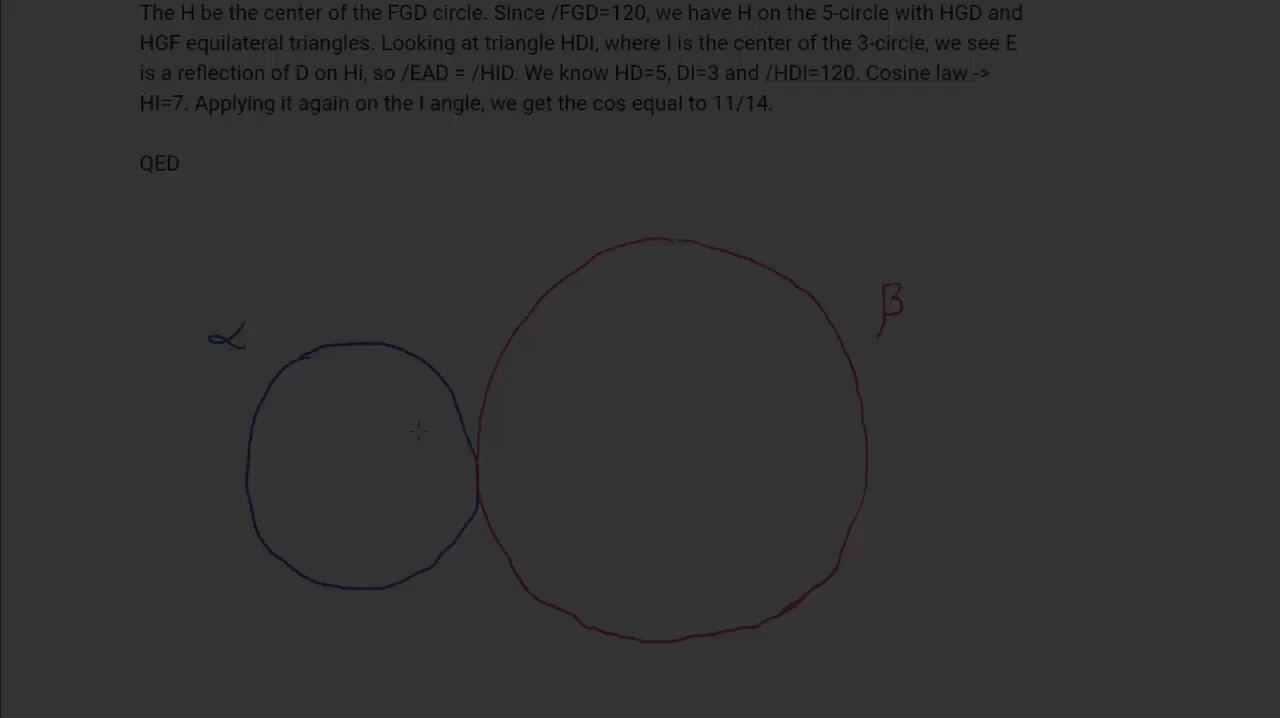 The H be the center of the FGD circle. Since /FGD=120, we have H on the 5-circle with HGD and
HGF equilateral triangles. Looking at triangle HDI, where I is the center of the 3-circle, we see E
is a reflection of D on Hi, so /EAD = /HID. We know HD=5, DI=3 and /HDI=120. Cosine law ->
HI=7. Applying it again on the I angle, we get the cos equal to 11/14.
QED
α
β